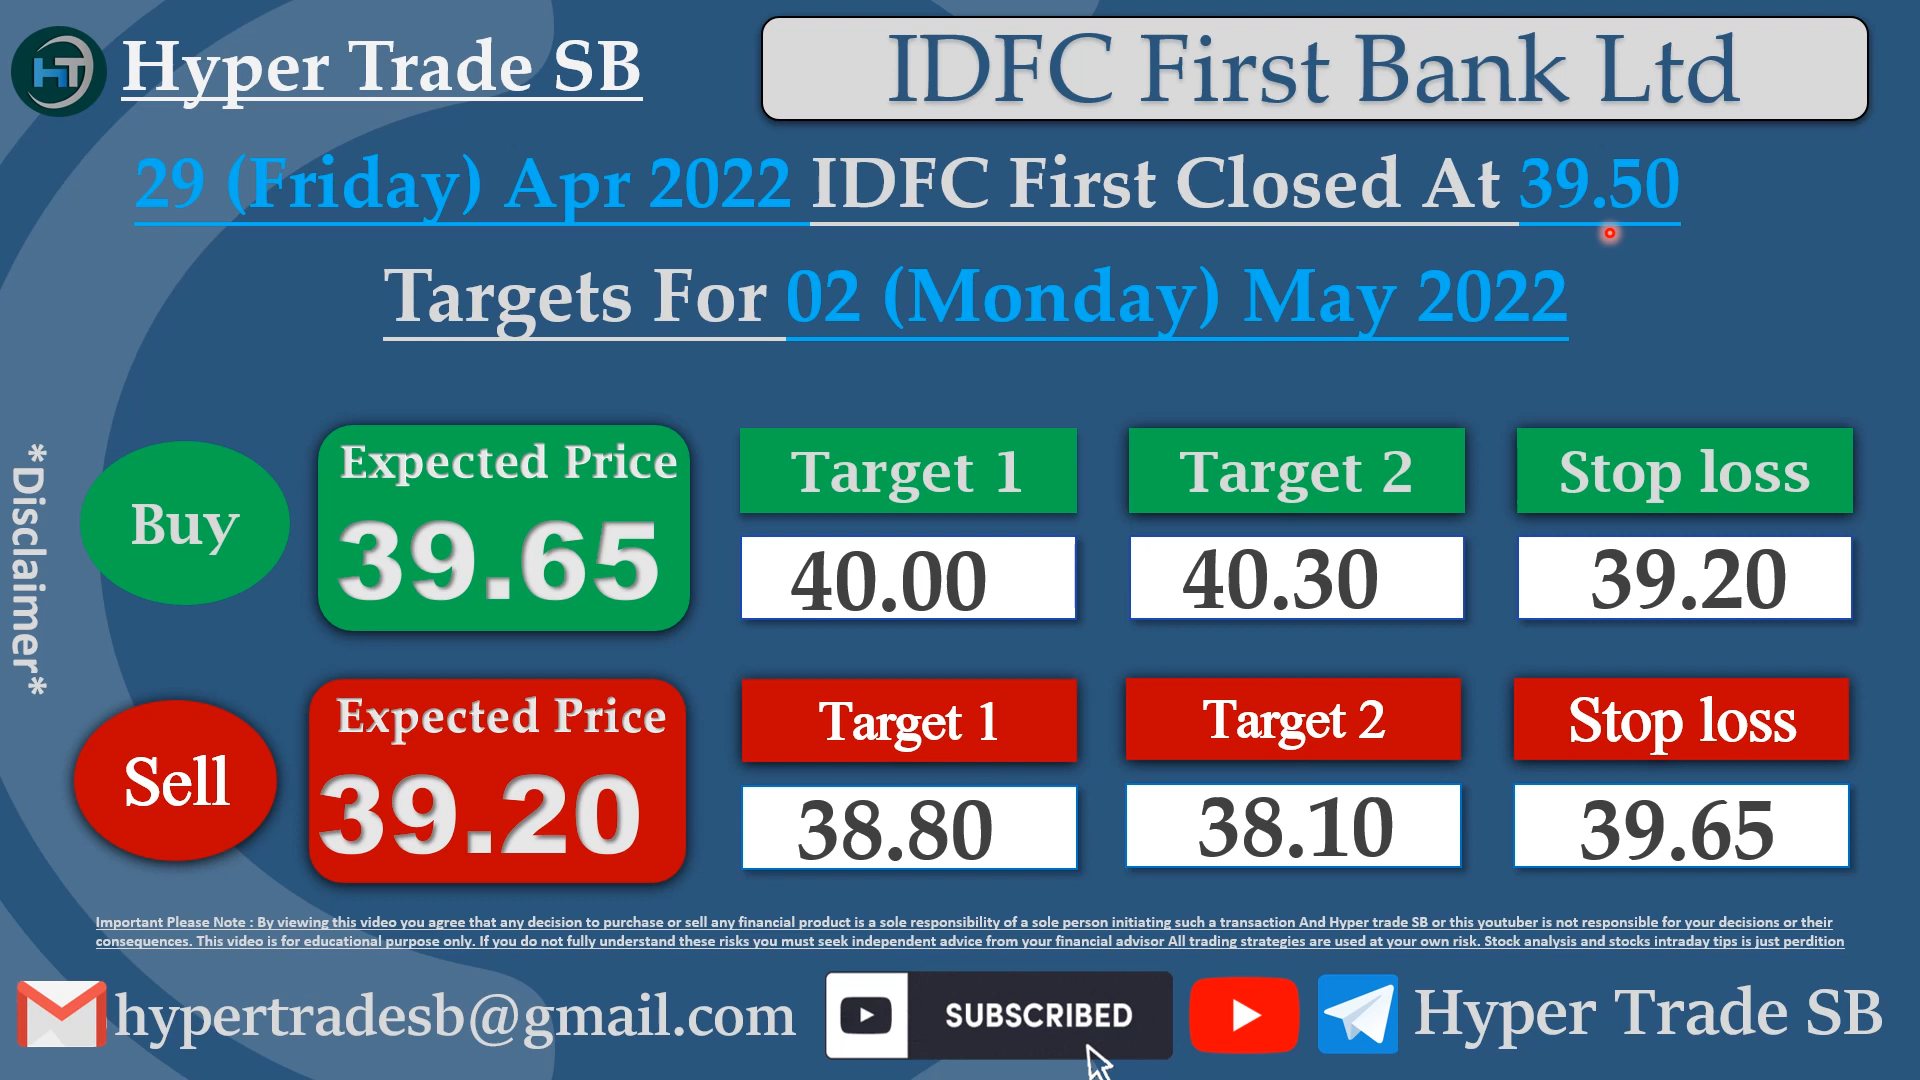 HT
Hyper Trade SB
IDFC First Bank Ltd
29 (Friday) Apr 2022 IDFC First Closed At 39.50
Targets For 02 (Monday) May 2022
*Disclaimer*
Buy
Expected Price
39.65
Target 1
40.00
Target 2
40.30
Stop loss
39.20
Sell
Expected Price
39.20
Target 1
38.80
Target 2
38.10
Stop loss
39.65
Important Please Note : By viewing this video you agree that any decision to purchase or sell any financial product is a sole responsibility of a sole person initiating such a transaction And Hyper trade SB or this youtuber is not responsible for your decisions or their
consequences. This video is for educational purpose only. If you do not fully understand these risks you must seek independent advice from your financial advisor All trading strategies are used at your own risk. Stock analysis and stocks intraday tips is just perdition
hypertradesb@gmail.com
SUBSCRIBED
Hyper Trade SB